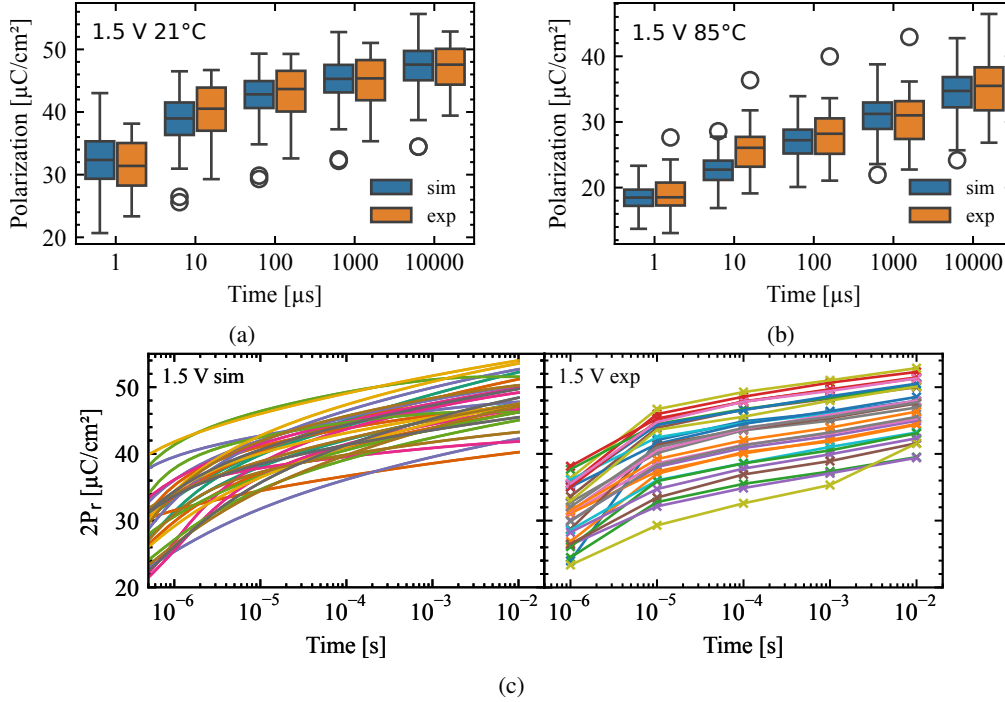 1.5 V 21°C
Polarization [µC/cm²]
50
40
30
20
sim
exp
1
10
100
1000
10000
Time [µs]
(a)
1.5 V 85°C
Polarization [µC/cm²]
40
30
20
sim
exp
1
10
100
1000
10000
Time [µs]
(b)
1.5 V sim
2Pr [µC/cm²]
50
40
30
20
10⁻⁶
10⁻⁵
10⁻⁴
10⁻³
10⁻²
Time [s]
1.5 V exp
10⁻⁶
10⁻⁵
10⁻⁴
10⁻³
10⁻²
Time [s]
(c)